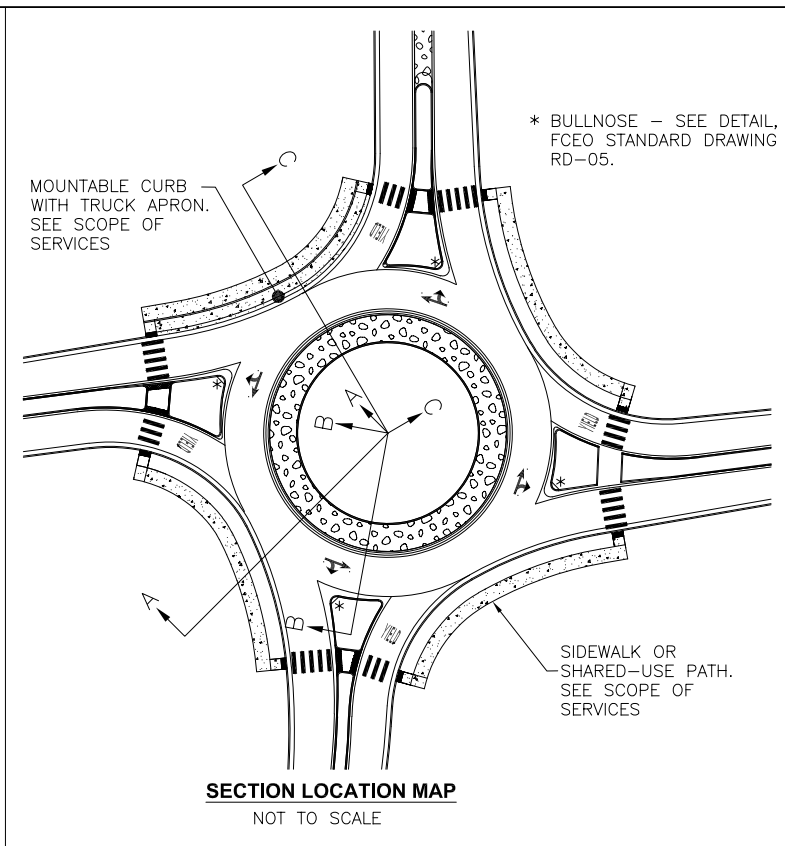 * BULLNOSE – SEE DETAIL,
FCEO STANDARD DRAWING
RD–05.
MOUNTABLE CURB
WITH TRUCK APRON.
SEE SCOPE OF
SERVICES
C
YIELD
A
B
C
YIELD
YIELD
*
*
*
*
A
B
YIELD
SIDEWALK OR
SHARED–USE PATH.
SEE SCOPE OF
SERVICES
SECTION LOCATION MAP
NOT TO SCALE